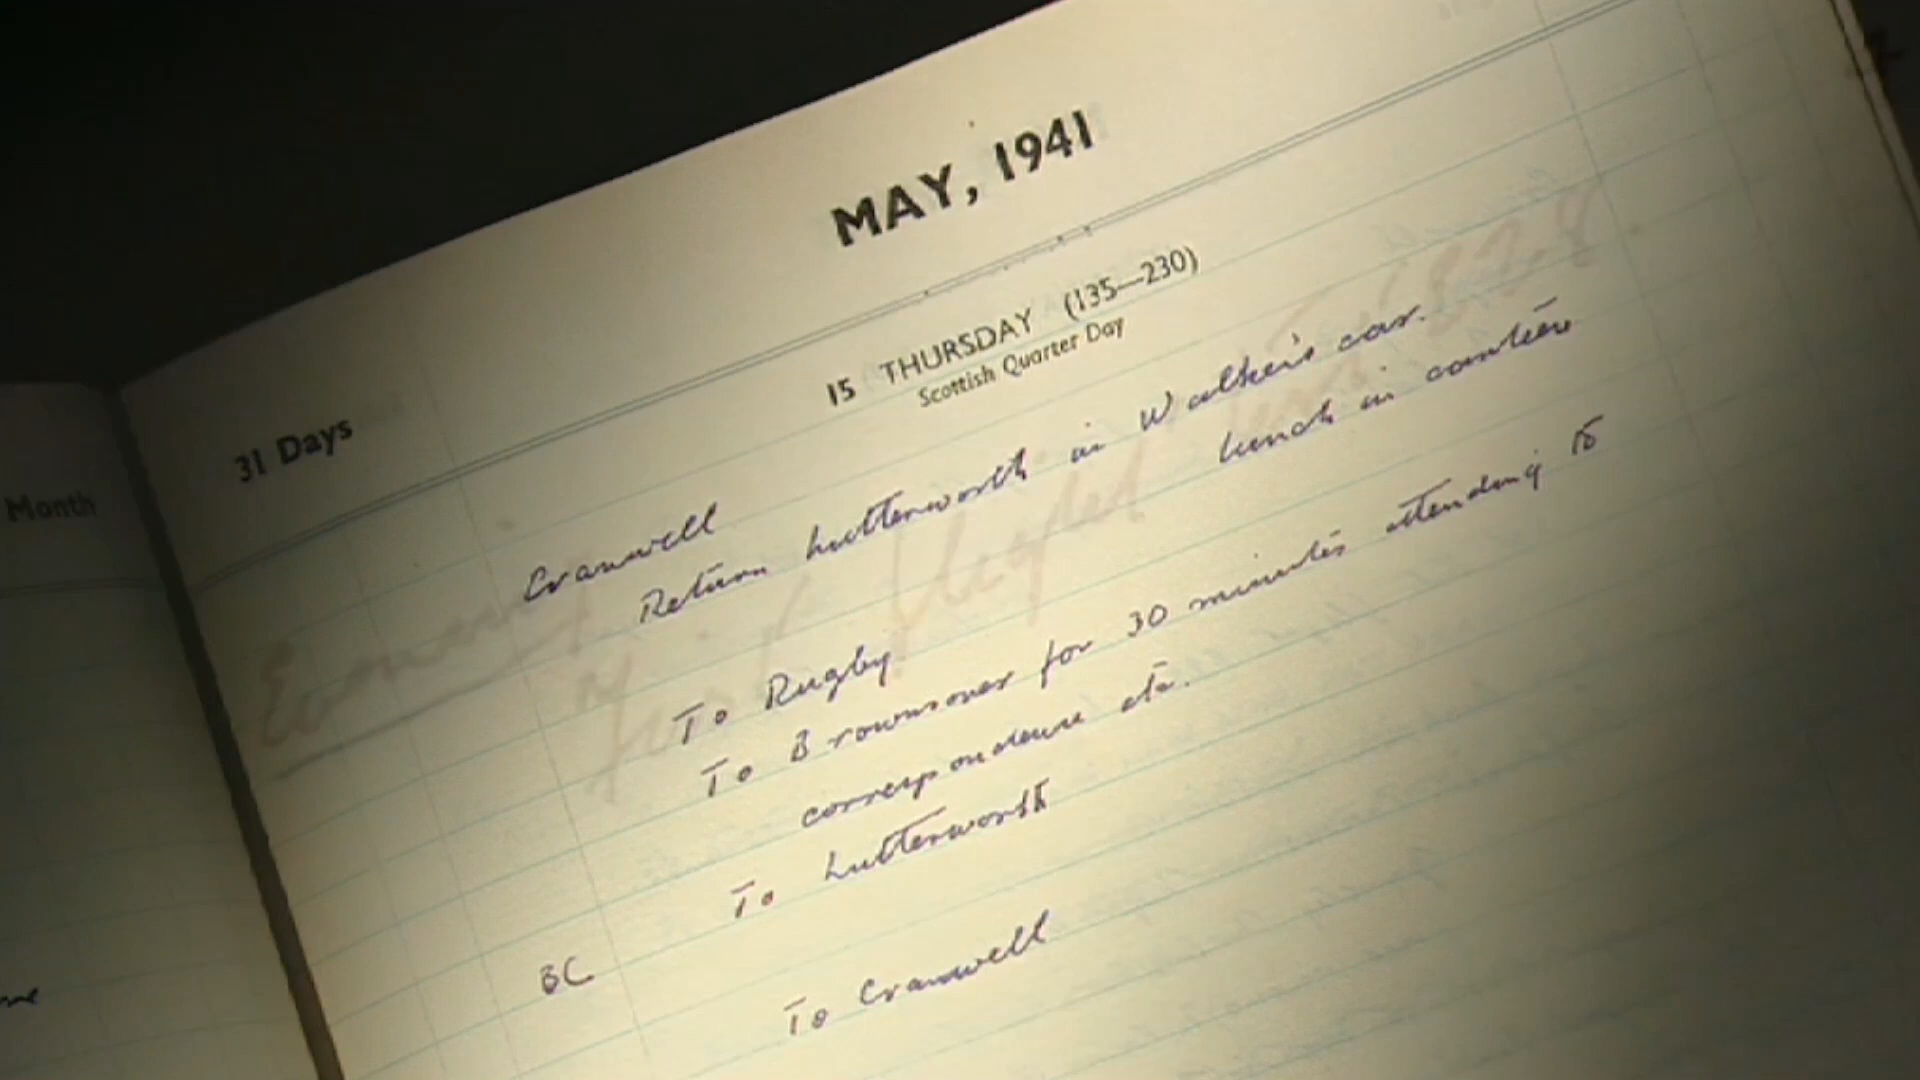 MAY, 1941
Month
31 Days
15 THURSDAY (135—230)
Scottish Quarter Day
Cranwell
Return Lutterworth in Walker's car.
Lunch in canteen
To Rugby
To Brownsover for 30 minutes attending to
correspondence etc.
To Lutterworth
BC
To Cranwell